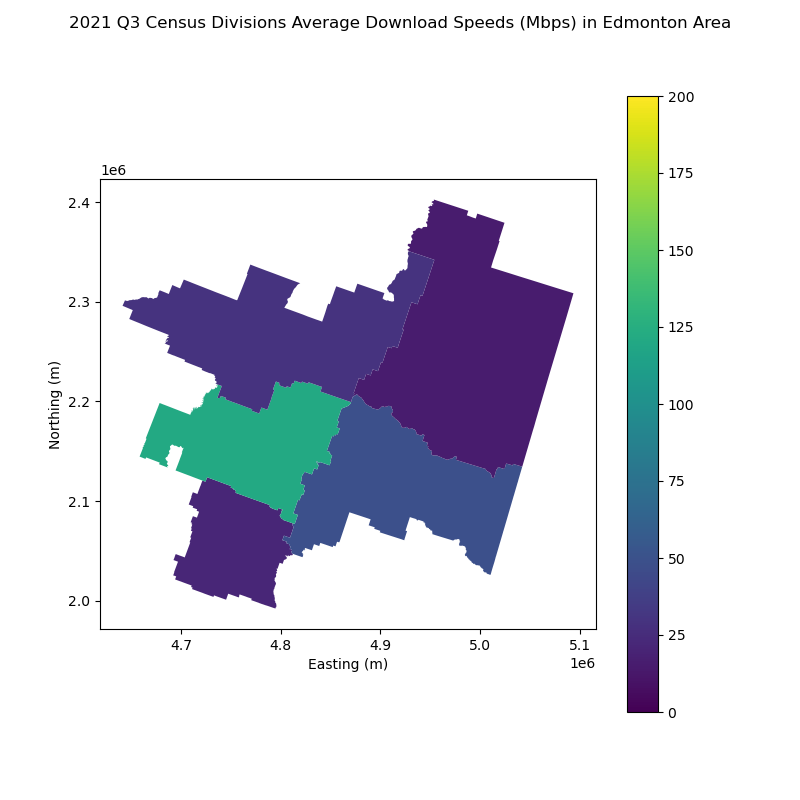 2021 Q3 Census Divisions Average Download Speeds (Mbps) in Edmonton Area
1e6
2.4
2.3
2.2
2.1
2.0
Northing (m)
4.7 4.8 4.9 5.0 5.1
Easting (m)
1e6
200
175
150
125
100
75
50
25
0